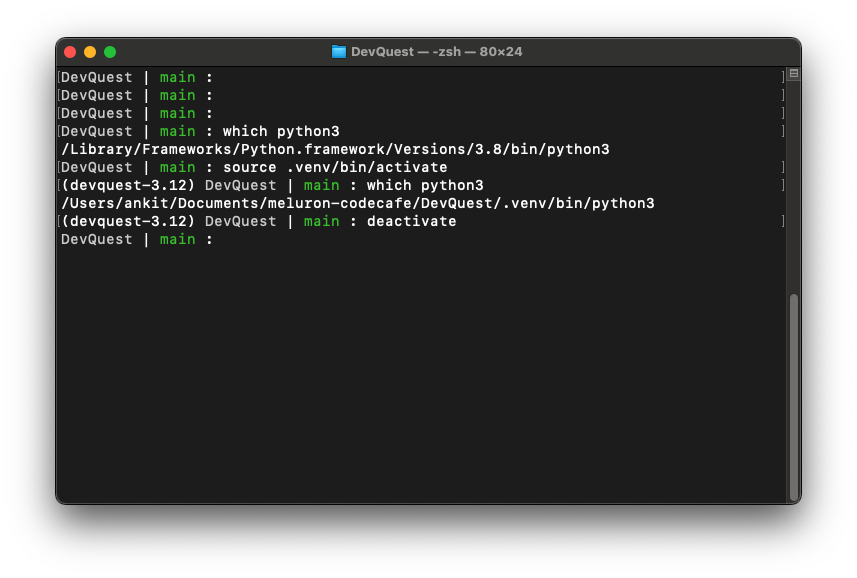 DevQuest — -zsh — 80×24
[DevQuest | main : ]
[DevQuest | main : ]
[DevQuest | main : ]
[DevQuest | main : which python3 ]
/Library/Frameworks/Python.framework/Versions/3.8/bin/python3
[DevQuest | main : source .venv/bin/activate ]
[(devquest-3.12) DevQuest | main : which python3 ]
/Users/ankit/Documents/meluron-codecafe/DevQuest/.venv/bin/python3
[(devquest-3.12) DevQuest | main : deactivate ]
DevQuest | main :